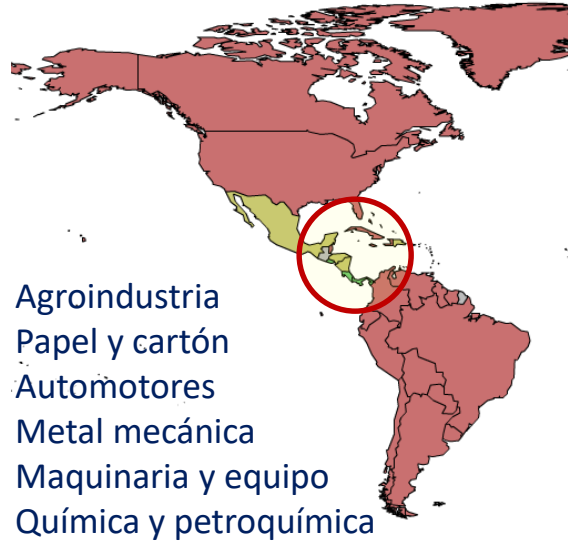 Agroindustria
Papel y cartón
Automotores
Metal mecánica
Maquinaria y equipo
Química y petroquímica